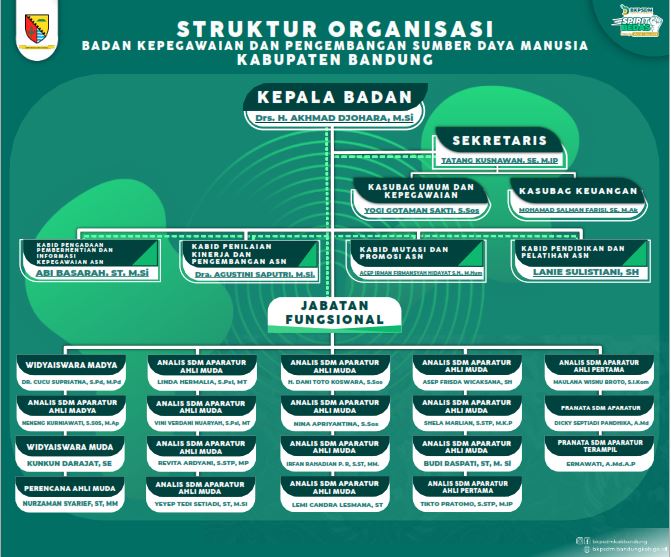 STRUKTUR ORGANISASI
BADAN KEPEGAWAIAN DAN PENGEMBANGAN SUMBER DAYA MANUSIA
KABUPATEN BANDUNG
BKPSDM
SPIRIT
BEDAS
KEPALA BADAN
Drs. H. AKHMAD DJOHARA, M.Si
SEKRETARIS
TATANG KUSNAWAN, SE, M.IP
KASUBAG UMUM DAN
KEPEGAWAIAN
YOGI GOTAMAN SAKTI, S.Sos
KASUBAG KEUANGAN
MOHAMAD SALMAN FARISI, SE, M.Ak
KABID PENGADAAN
PEMBERHENTIAN DAN
INFORMASI
KEPEGAWAIAN ASN
ABI BASARAH, ST, M.Si
KABID PENILAIAN
KINERJA DAN
PENGEMBANGAN ASN
Dra. AGUSTINI SAPUTRI, M.Si.
KABID MUTASI DAN
PROMOSI ASN
ACEP IRMAN FIRMANSYAH HIDAYAT S.H., M.Hum
KABID PENDIDIKAN DAN
PELATIHAN ASN
LANIE SULISTIANI, SH
JABATAN
FUNGSIONAL
WIDYAISWARA MADYA
DR. CUCU SUPRIATNA, S.Pd, M.Pd
ANALIS SDM APARATUR
AHLI MUDA
LINDA HERMALIA, S.Psi, MT
ANALIS SDM APARATUR
AHLI MUDA
H. DANI TOTO KOSWARA, S.Sos
ANALIS SDM APARATUR
AHLI MUDA
ASEP FRISDA WICAKSANA, SH
ANALIS SDM APARATUR
AHLI PERTAMA
MAULANA WISNU BROTO, S.I.Kom
ANALIS SDM APARATUR
AHLI MADYA
NENENG KURNIAWATI, S.SOS, M.Ap
ANALIS SDM APARATUR
AHLI MUDA
VINI VERDANI NUARYAH, S.Psi, MT
ANALIS SDM APARATUR
AHLI MUDA
NINA APRIYANTINA, S.Sos
ANALIS SDM APARATUR
AHLI MUDA
SHELA MARLIAN, S.STP, M.K.P
PRANATA SDM APARATUR
DICKY SEPTIADI PANDHIKA, A.Md
WIDYAISWARA MUDA
KUNKUN DARAJAT, SE
ANALIS SDM APARATUR
AHLI MUDA
REVITA ARDYANI, S.STP, MP
ANALIS SDM APARATUR
AHLI MUDA
IRFAN RAHADIAN P. R, S.ST, MM.
ANALIS SDM APARATUR
AHLI MUDA
BUDI RASPATI, ST, M. Si
PRANATA SDM APARATUR
TERAMPIL
ERNAWATI, A.Md.A.P
PERENCANA AHLI MUDA
NURZAMAN SYARIEF, ST, MM
ANALIS SDM APARATUR
AHLI MUDA
YEYEP TEDI SETIADI, ST, M.SI
ANALIS SDM APARATUR
AHLI MUDA
LEMI CANDRA LESMANA, ST
ANALIS SDM APARATUR
AHLI PERTAMA
TIKTO PRATOMO, S.STP, M.IP
bkpsdmkabbandung